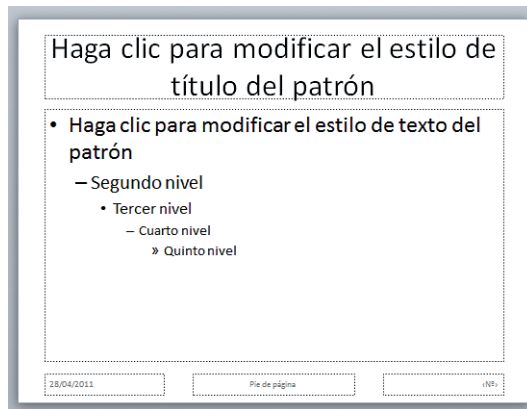 Haga clic para modificar el estilo de
título del patrón
• Haga clic para modificar el estilo de texto del
patrón
– Segundo nivel
• Tercer nivel
– Cuarto nivel
» Quinto nivel
28/04/2011
Pie de página
‹Nº›